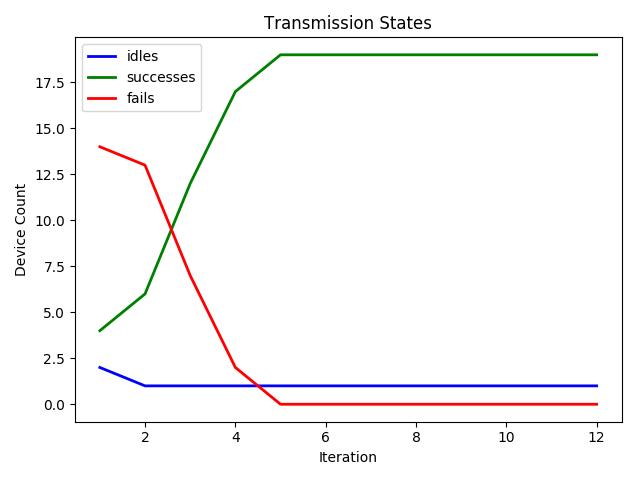 Transmission States
idles
successes
fails
17.5
15.0
12.5
10.0
7.5
5.0
2.5
0.0
Device Count
2 4 6 8 10 12
Iteration